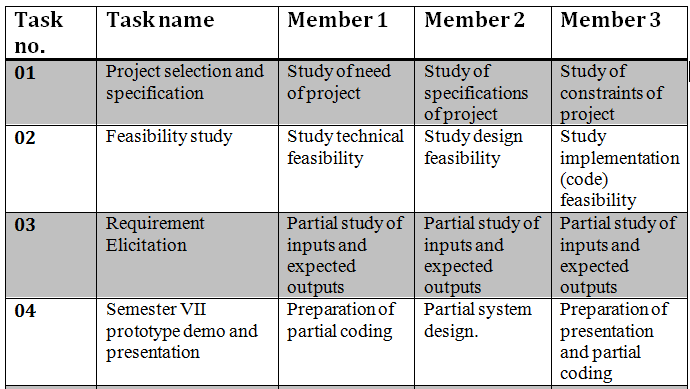 Task no. Task name Member 1 Member 2 Member 3
01 Project selection and specification Study of need of project Study of specifications of project Study of constraints of project
02 Feasibility study Study technical feasibility Study design feasibility Study implementation (code) feasibility
03 Requirement Elicitation Partial study of inputs and expected outputs Partial study of inputs and expected outputs Partial study of inputs and expected outputs
04 Semester VII prototype demo and presentation Preparation of partial coding Partial system design. Preparation of presentation and partial coding